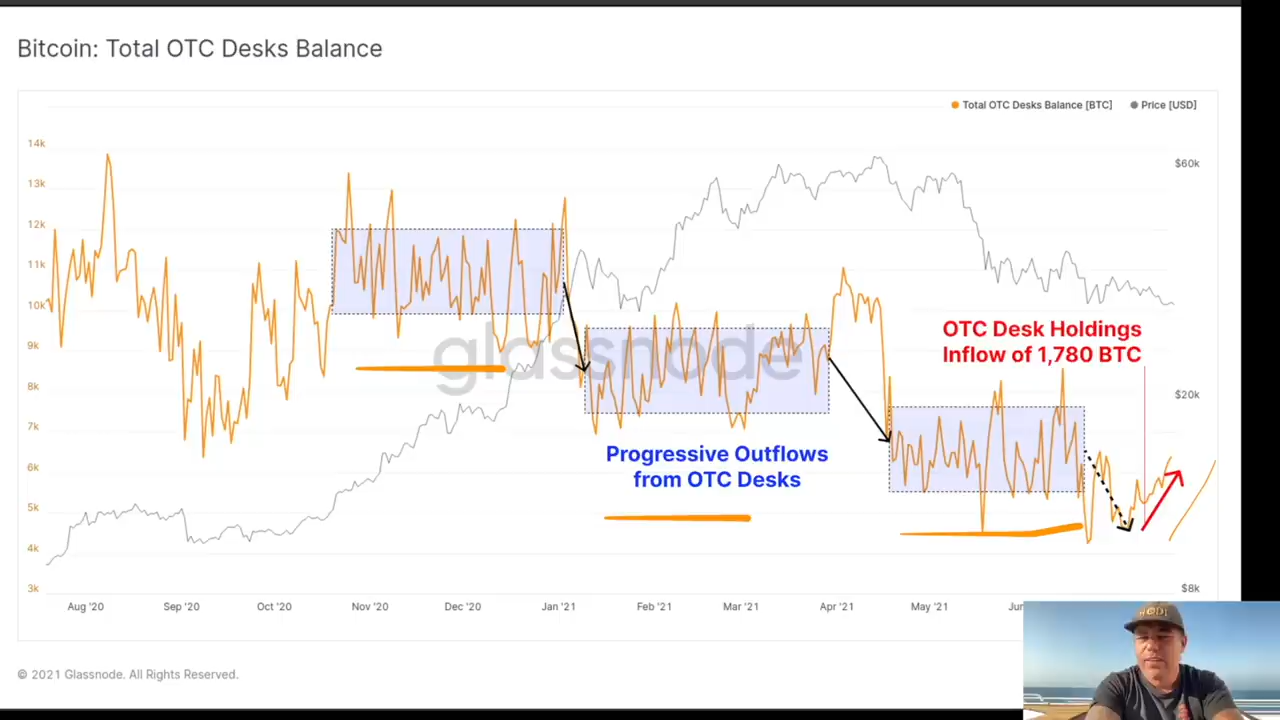 Bitcoin: Total OTC Desks Balance
Total OTC Desks Balance [BTC] Price [USD]
14k
13k
12k
11k
10k
9k
8k
7k
6k
5k
4k
3k
$60k
$20k
$8k
glassnode
OTC Desk Holdings
Inflow of 1,780 BTC
Progressive Outflows
from OTC Desks
Aug '20 Sep '20 Oct '20 Nov '20 Dec '20 Jan '21 Feb '21 Mar '21 Apr '21 May '21
© 2021 Glassnode. All Rights Reserved.